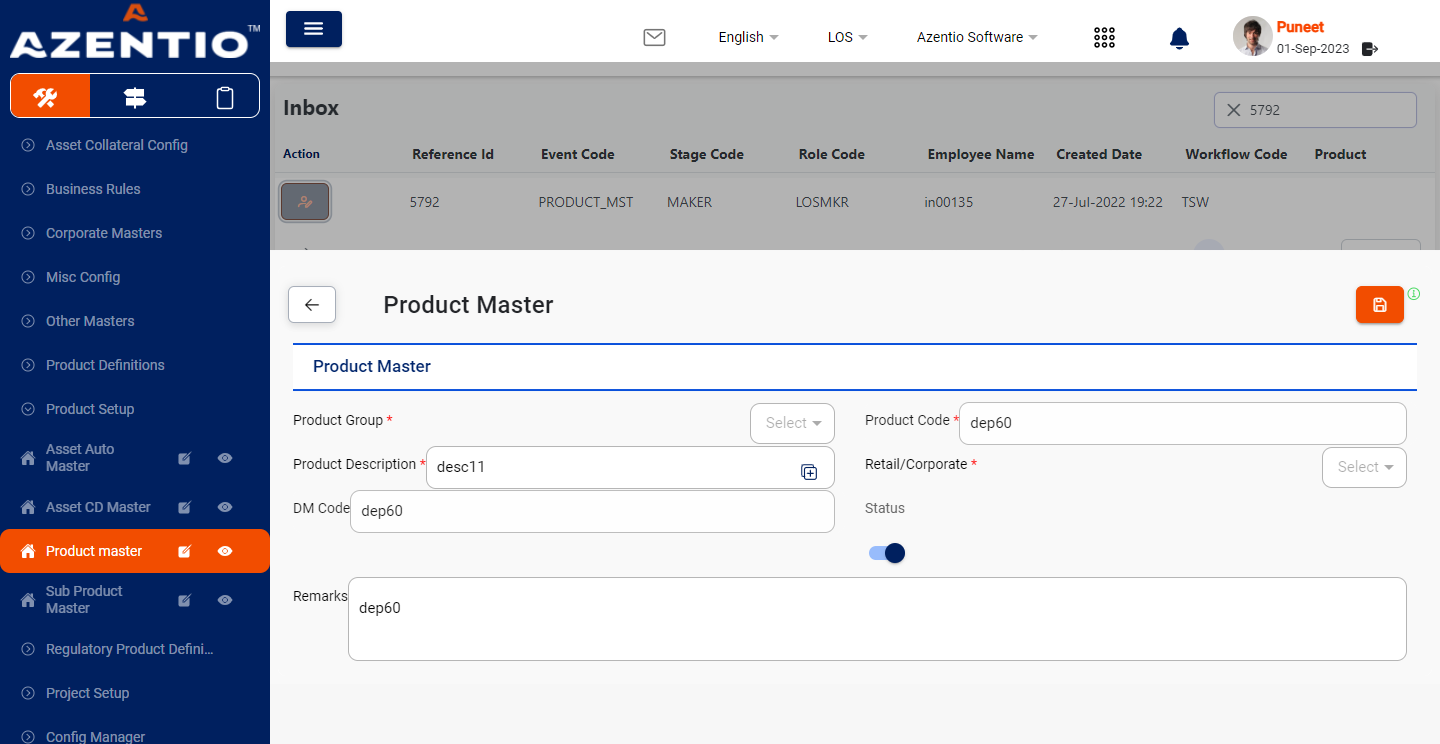 AZENTIO™
English
LOS
Azentio Software
Puneet
01-Sep-2023
Asset Collateral Config
Business Rules
Corporate Masters
Misc Config
Other Masters
Product Definitions
Product Setup
Asset Auto
Master
Asset CD Master
Product master
Sub Product
Master
Regulatory Product Defini...
Project Setup
Config Manager
Inbox
5792
Action Reference Id Event Code Stage Code Role Code Employee Name Created Date Workflow Code Product
5792 PRODUCT_MST MAKER LOSMKR in00135 27-Jul-2022 19:22 TSW
Product Master
Product Master
Product Group * Select
Product Code * dep60
Product Description * desc11
Retail/Corporate * Select
DM Code dep60
Status
Remarks dep60